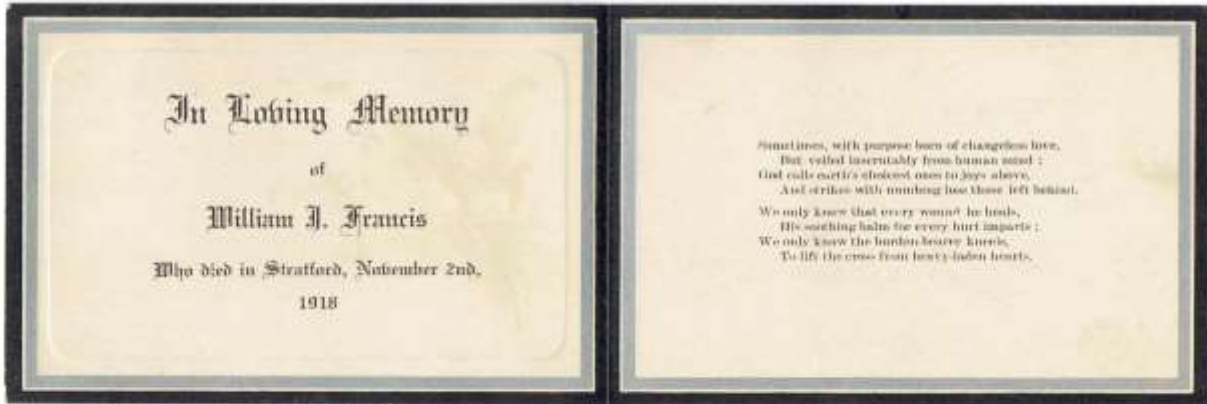 In Loving Memory
of
William J. Francis
Who died in Stratford, November 2nd,
1918
Sometimes, with purpose born of changeless love,
But veiled inscrutably from human mind ;
God calls earth's choicest ones to joys above,
And strikes with numbing loss those left behind.
We only know that every wound he heals,
His soothing balm for every hurt imparts ;
We only know the burden-bearer kneels,
To lift the cross from heavy-laden hearts.